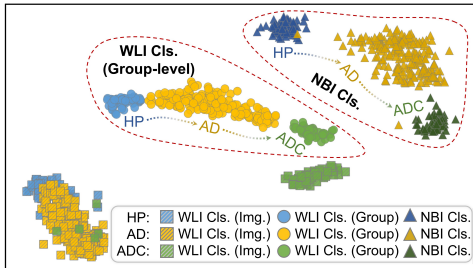 WLI Cls.
(Group-level)
HP
AD
ADC
HP
AD
ADC
NBI Cls.
HP: WLI Cls. (Img.) WLI Cls. (Group) NBI Cls.
AD: WLI Cls. (Img.) WLI Cls. (Group) NBI Cls.
ADC: WLI Cls. (Img.) WLI Cls. (Group) NBI Cls.